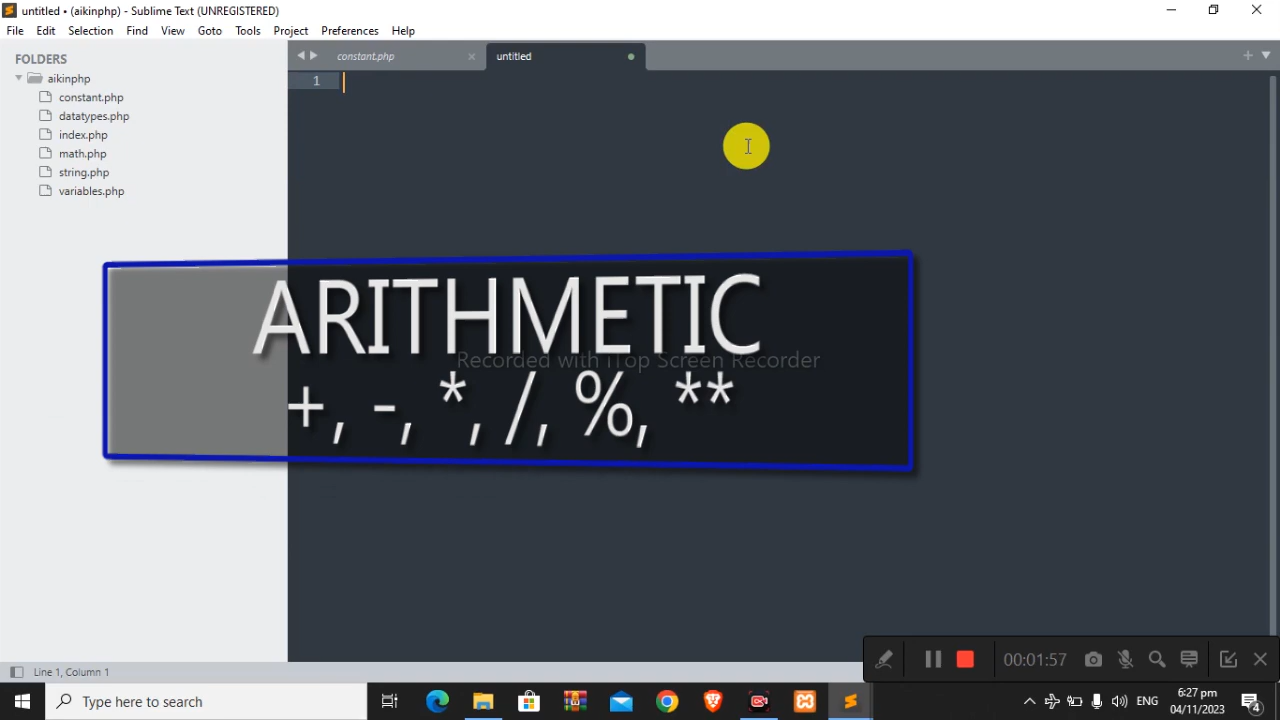 untitled • (aikinphp) - Sublime Text (UNREGISTERED)
File Edit Selection Find View Goto Tools Project Preferences Help
FOLDERS
aikinphp
constant.php
datatypes.php
index.php
math.php
string.php
variables.php
constant.php untitled
1
ARITHMETIC
Recorded with iTop Screen Recorder
+, -, *, /, %, **
00:01:57
Line 1, Column 1
Type here to search
ENG
6:27 pm
04/11/2023
4